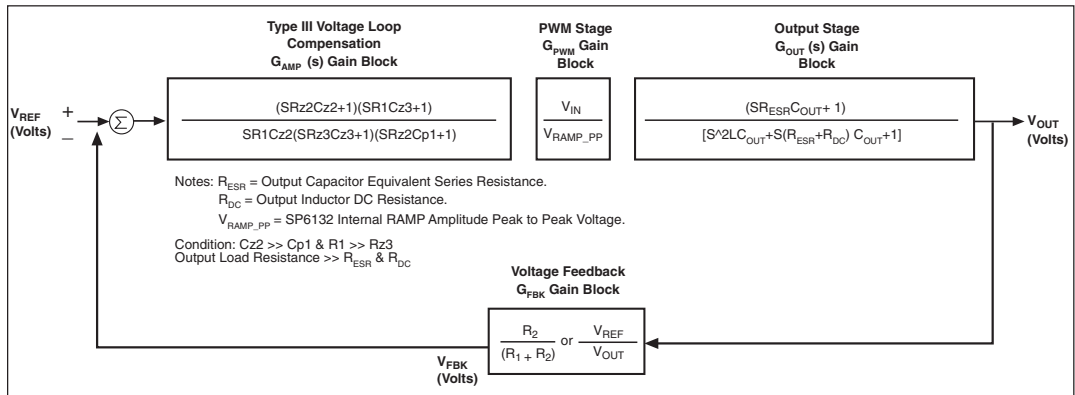 Type III Voltage Loop
Compensation
G_AMP (s) Gain Block
PWM Stage
G_PWM Gain
Block
Output Stage
G_OUT (s) Gain
Block
V_REF
(Volts)
+
−
Σ
(SRz2Cz2+1)(SR1Cz3+1)
SR1Cz2(SRz3Cz3+1)(SRz2Cp1+1)
V_IN
V_RAMP_PP
(SR_ESRC_OUT+ 1)
[S^2LC_OUT+S(R_ESR+R_DC) C_OUT+1]
V_OUT
(Volts)
Notes: R_ESR = Output Capacitor Equivalent Series Resistance.
R_DC = Output Inductor DC Resistance.
V_RAMP_PP = SP6132 Internal RAMP Amplitude Peak to Peak Voltage.
Condition: Cz2 >> Cp1 & R1 >> Rz3
Output Load Resistance >> R_ESR & R_DC
Voltage Feedback
G_FBK Gain Block
R_2
(R_1 + R_2)
or
V_REF
V_OUT
V_FBK
(Volts)